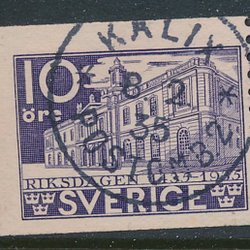 10
öre
RIKSDAGEN 1435-1935
SVERIGE
KALIX
8 2
35